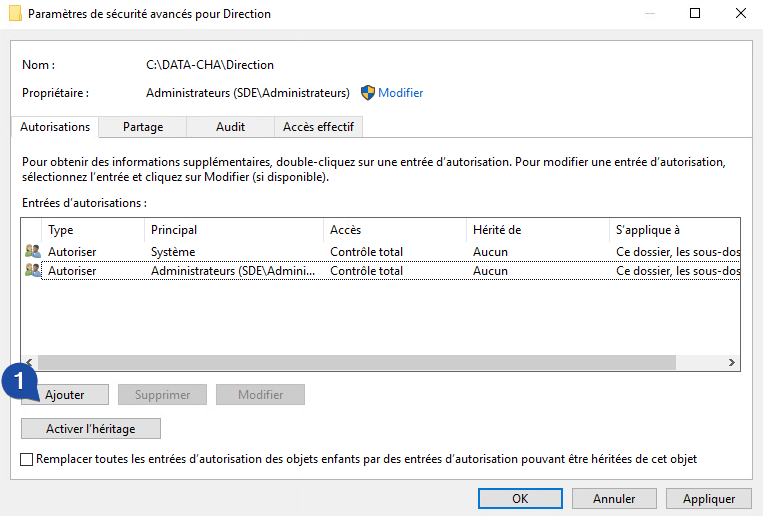 Paramètres de sécurité avancés pour Direction
Nom : C:\DATA-CHA\Direction
Propriétaire : Administrateurs (SDE\Administrateurs) Modifier
Autorisations Partage Audit Accès effectif
Pour obtenir des informations supplémentaires, double-cliquez sur une entrée d'autorisation. Pour modifier une entrée d'autorisation,
sélectionnez l'entrée et cliquez sur Modifier (si disponible).
Entrées d'autorisations :
Type Principal Accès Hérité de S'applique à
Autoriser Système Contrôle total Aucun Ce dossier, les sous-dos
Autoriser Administrateurs (SDE\Admini... Contrôle total Aucun Ce dossier, les sous-dos
1 Ajouter Supprimer Modifier
Activer l'héritage
Remplacer toutes les entrées d'autorisation des objets enfants par des entrées d'autorisation pouvant être héritées de cet objet
OK Annuler Appliquer